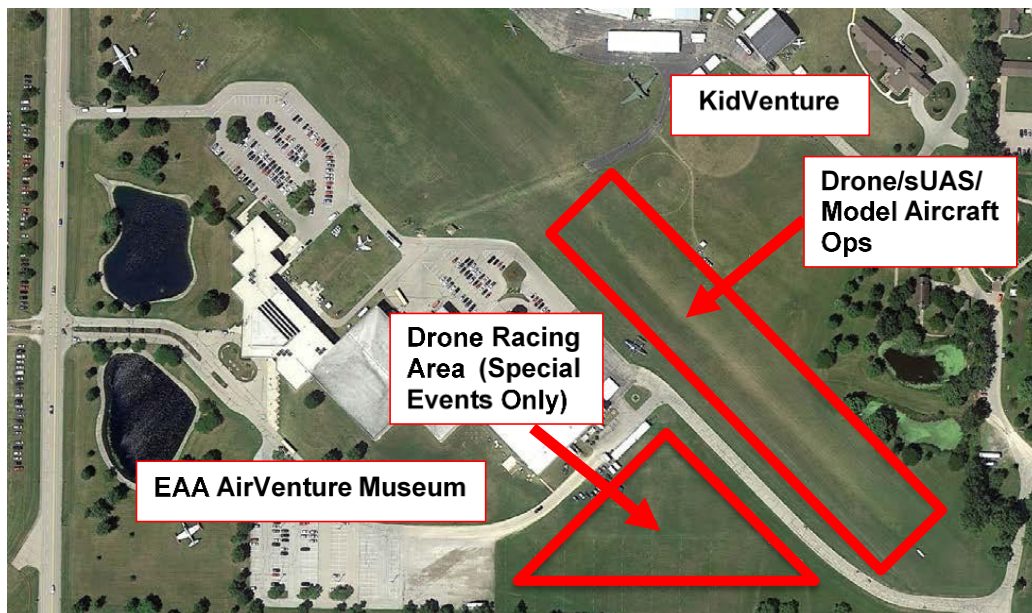 KidVenture
Drone/sUAS/
Model Aircraft
Ops
Drone Racing
Area (Special
Events Only)
EAA AirVenture Museum